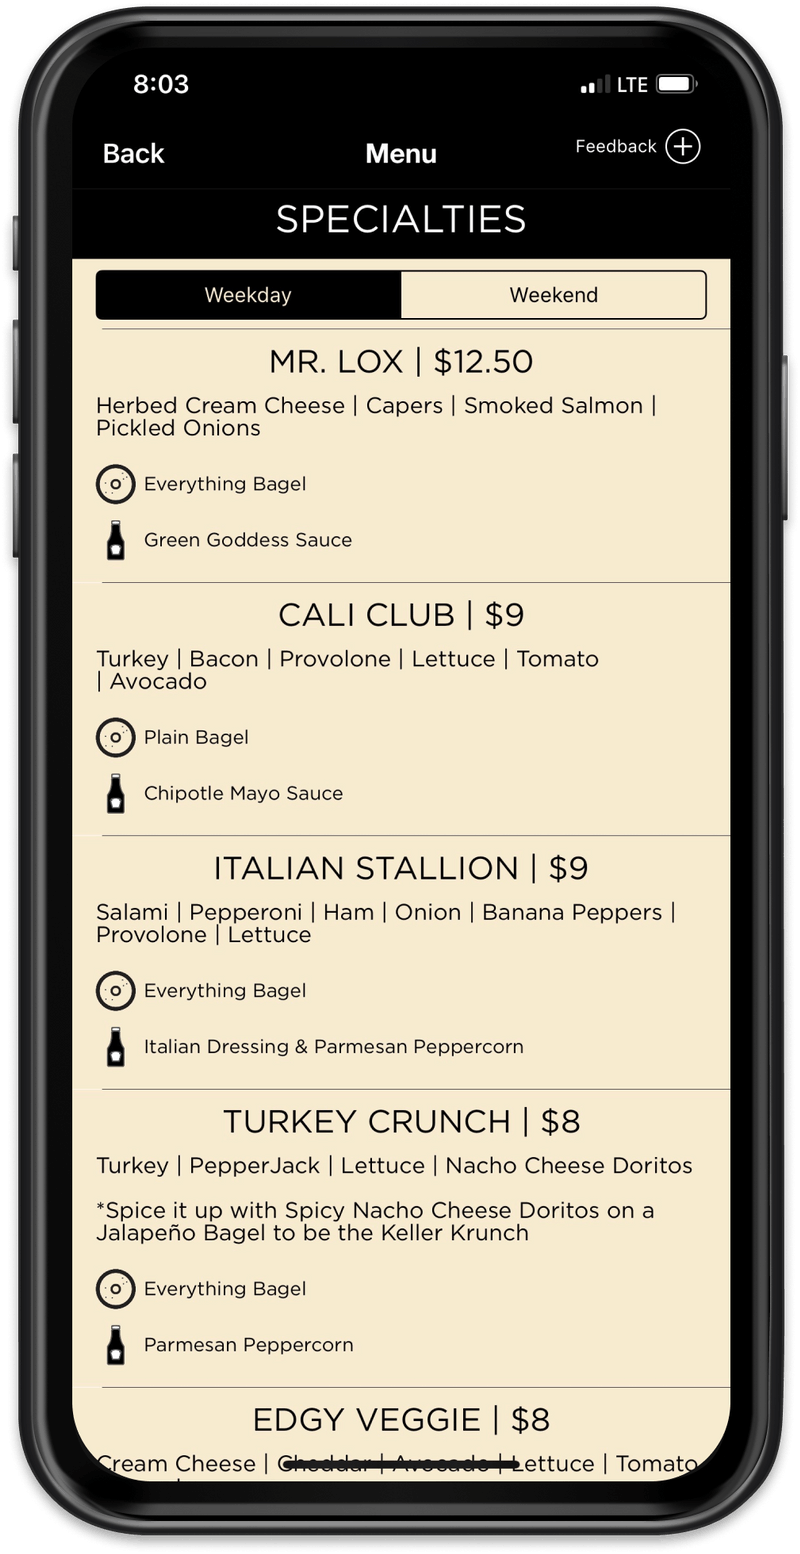 8:03
LTE
Back
Menu
Feedback
SPECIALTIES
Weekday
Weekend
MR. LOX | $12.50
Herbed Cream Cheese | Capers | Smoked Salmon |
Pickled Onions
Everything Bagel
Green Goddess Sauce
CALI CLUB | $9
Turkey | Bacon | Provolone | Lettuce | Tomato
| Avocado
Plain Bagel
Chipotle Mayo Sauce
ITALIAN STALLION | $9
Salami | Pepperoni | Ham | Onion | Banana Peppers |
Provolone | Lettuce
Everything Bagel
Italian Dressing & Parmesan Peppercorn
TURKEY CRUNCH | $8
Turkey | PepperJack | Lettuce | Nacho Cheese Doritos
*Spice it up with Spicy Nacho Cheese Doritos on a
Jalapeño Bagel to be the Keller Krunch
Everything Bagel
Parmesan Peppercorn
EDGY VEGGIE | $8
Cream Cheese | Cheddar | Avocado | Lettuce | Tomato